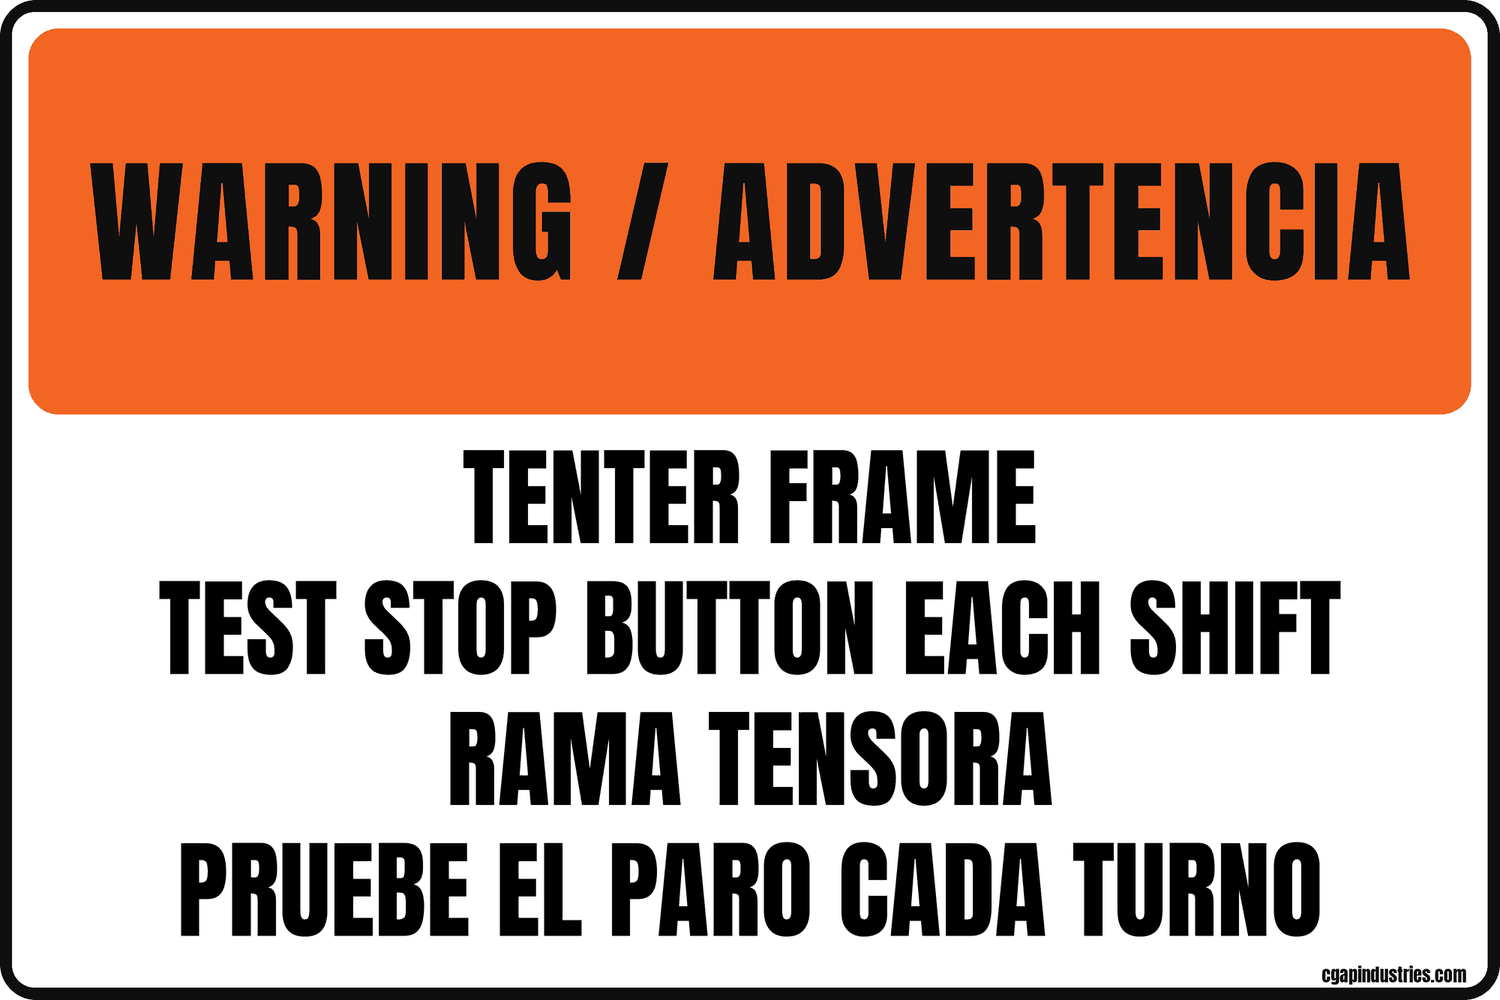 WARNING / ADVERTENCIA
TENTER FRAME
TEST STOP BUTTON EACH SHIFT
RAMA TENSORA
PRUEBE EL PARO CADA TURNO
cgapindustries.com